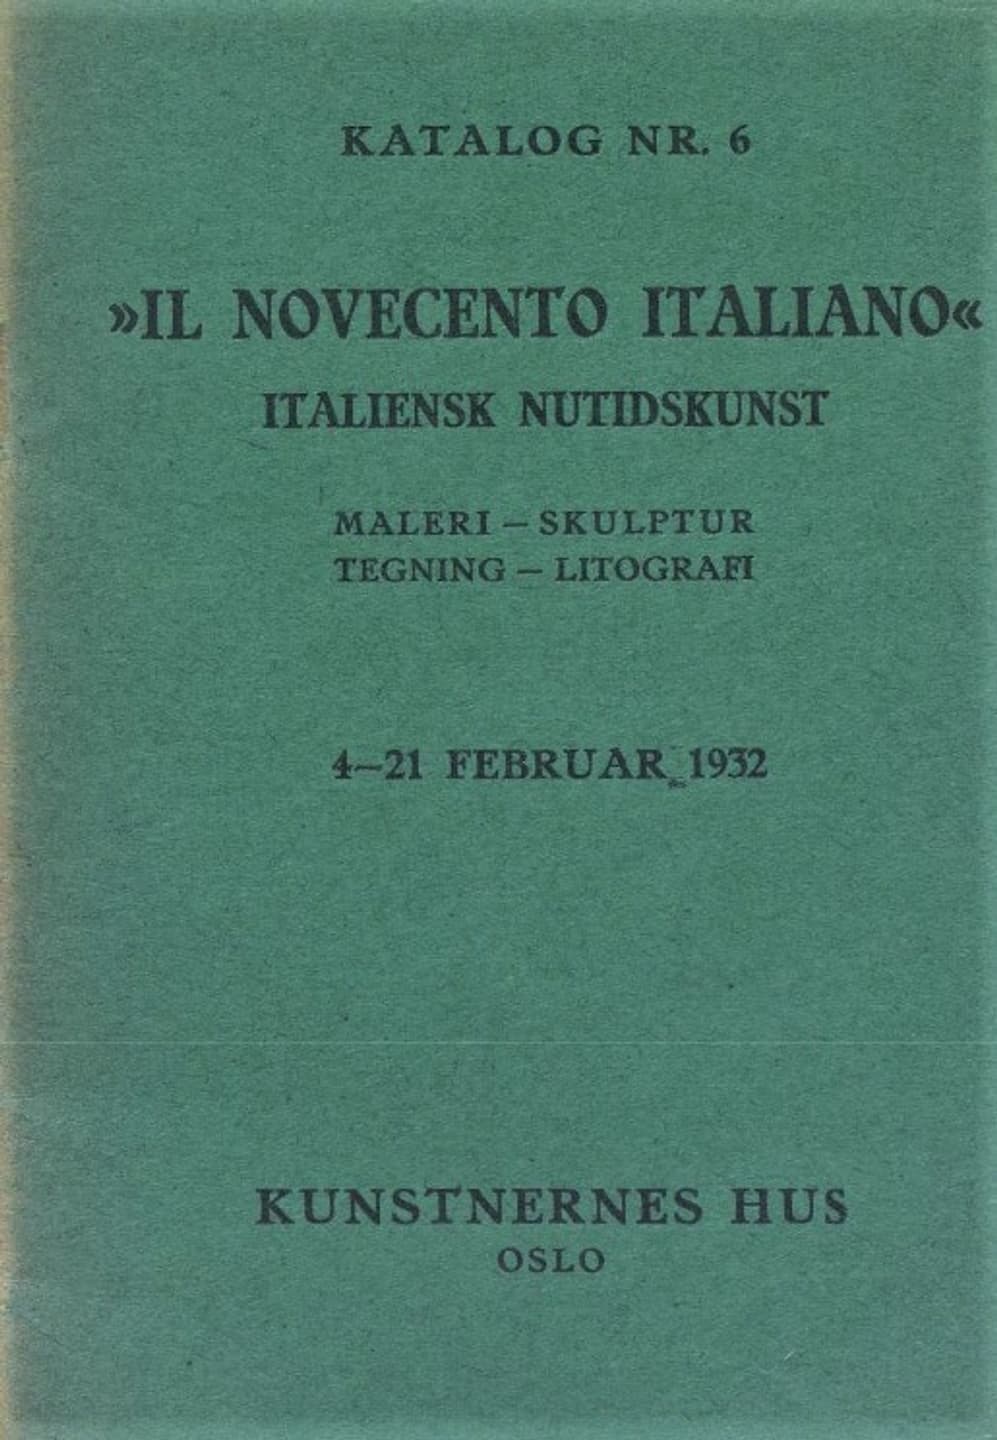 KATALOG NR. 6
»IL NOVECENTO ITALIANO«
ITALIENSK NUTIDSKUNST
MALERI – SKULPTUR
TEGNING – LITOGRAFI
4–21 FEBRUAR 1932
KUNSTNERNES HUS
OSLO